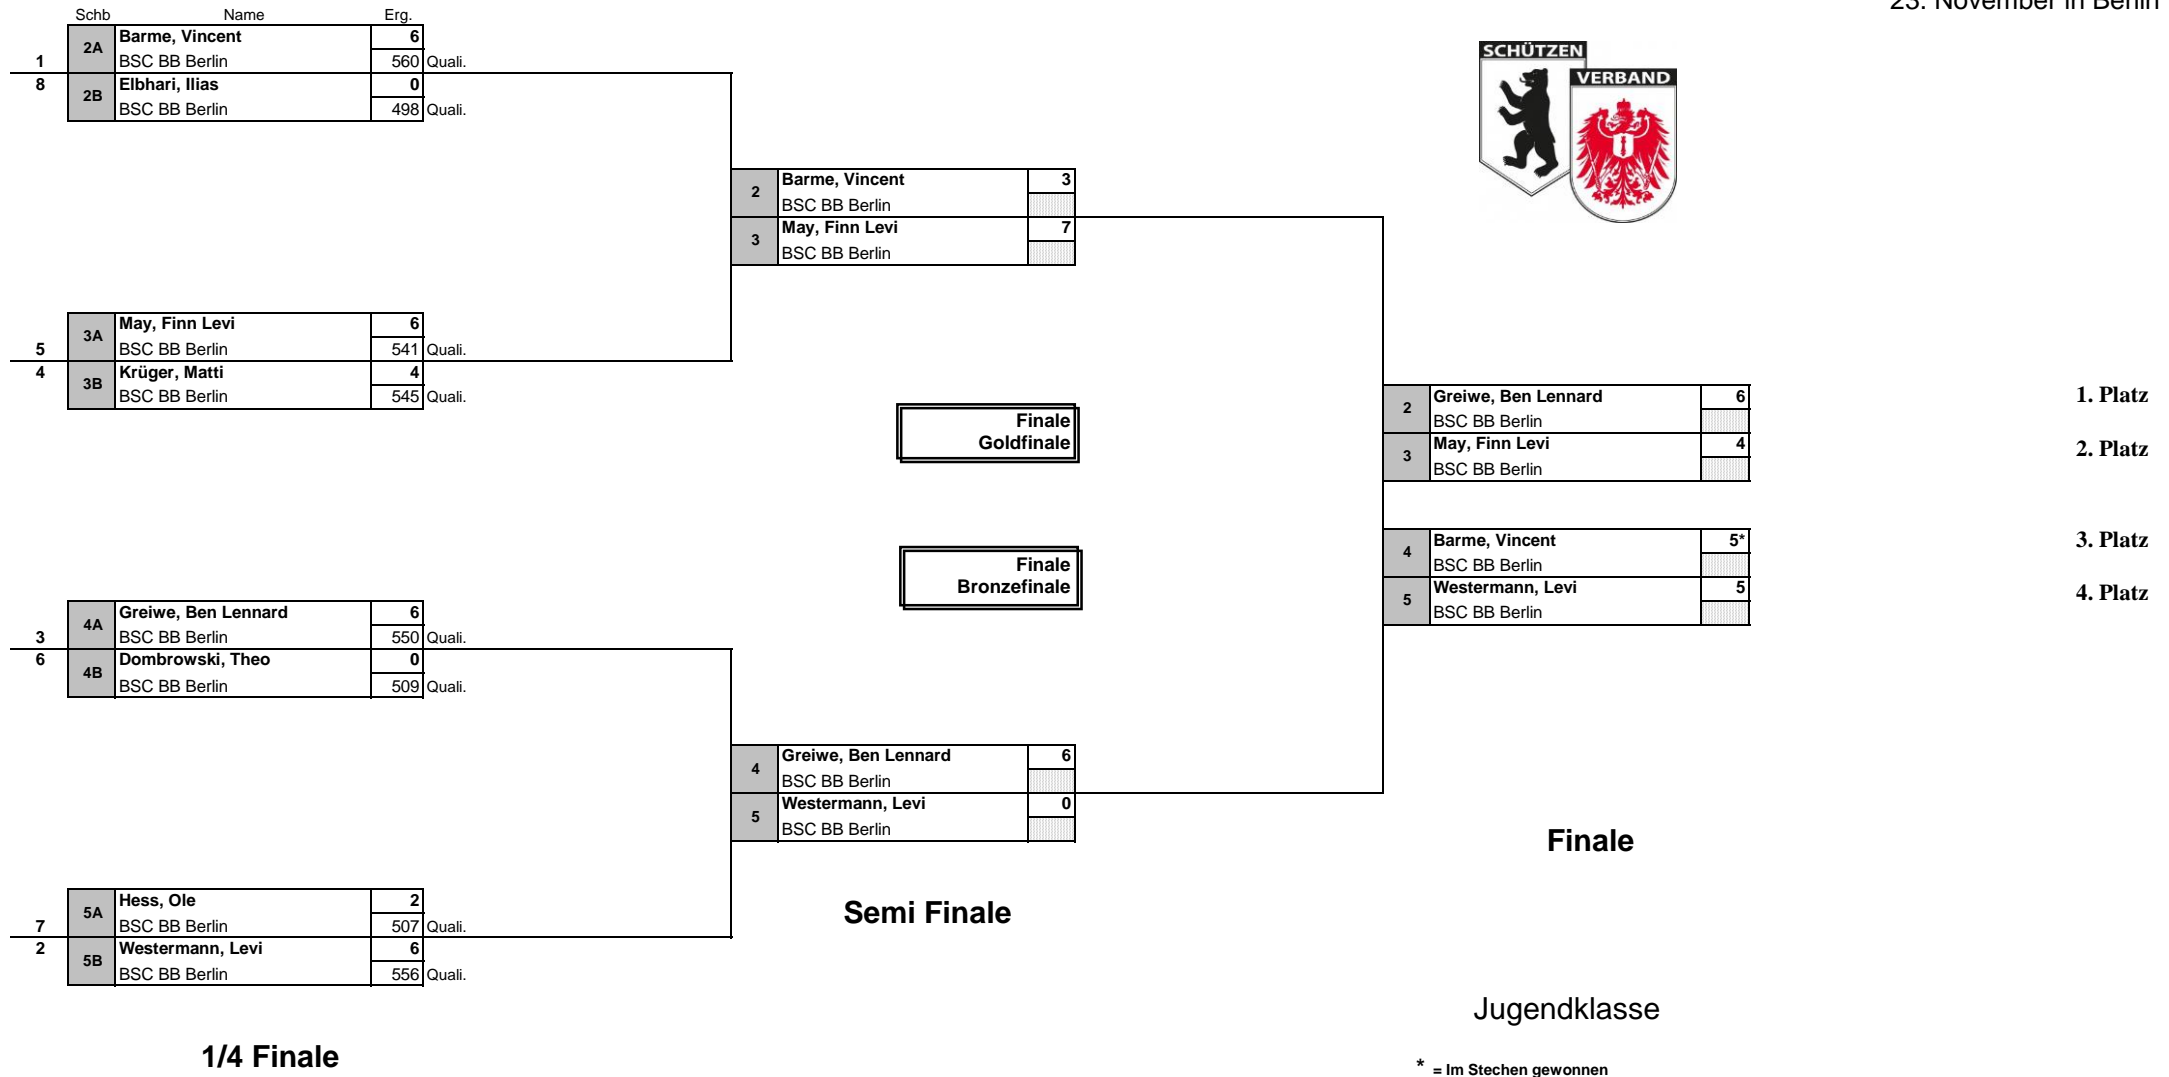 23. November in Berlin
Schb Name Erg.
2A Barme, Vincent 6
1 BSC BB Berlin 560 Quali.
8 2B Elbhari, Ilias 0
BSC BB Berlin 498 Quali.
SCHÜTZEN
VERBAND
2 Barme, Vincent 3
BSC BB Berlin
3 May, Finn Levi 7
BSC BB Berlin
3A May, Finn Levi 6
5 BSC BB Berlin 541 Quali.
4 3B Krüger, Matti 4
BSC BB Berlin 545 Quali.
Finale
Goldfinale
2 Greiwe, Ben Lennard 6 1. Platz
BSC BB Berlin
3 May, Finn Levi 4 2. Platz
BSC BB Berlin
Finale
Bronzefinale
4 Barme, Vincent 5* 3. Platz
BSC BB Berlin
5 Westermann, Levi 5 4. Platz
BSC BB Berlin
4A Greiwe, Ben Lennard 6
3 BSC BB Berlin 550 Quali.
6 4B Dombrowski, Theo 0
BSC BB Berlin 509 Quali.
4 Greiwe, Ben Lennard 6
BSC BB Berlin
5 Westermann, Levi 0
BSC BB Berlin
Finale
5A Hess, Ole 2
7 BSC BB Berlin 507 Quali.
2 5B Westermann, Levi 6
BSC BB Berlin 556 Quali.
Semi Finale
Jugendklasse
1/4 Finale
* = Im Stechen gewonnen